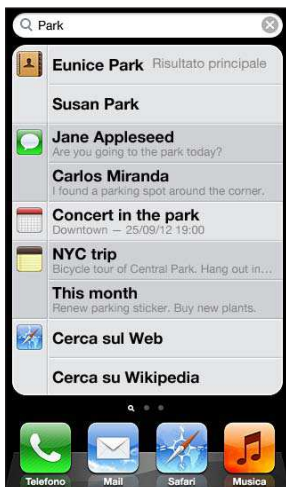 Park
Eunice Park Risultato principale
Susan Park
Jane Appleseed
Are you going to the park today?
Carlos Miranda
I found a parking spot around the corner.
Concert in the park
Downtown — 25/09/12 19:00
NYC trip
Bicycle tour of Central Park. Hang out in…
This month
Renew parking sticker. Buy new plants.
Cerca sul Web
Cerca su Wikipedia
Telefono Mail Safari Musica